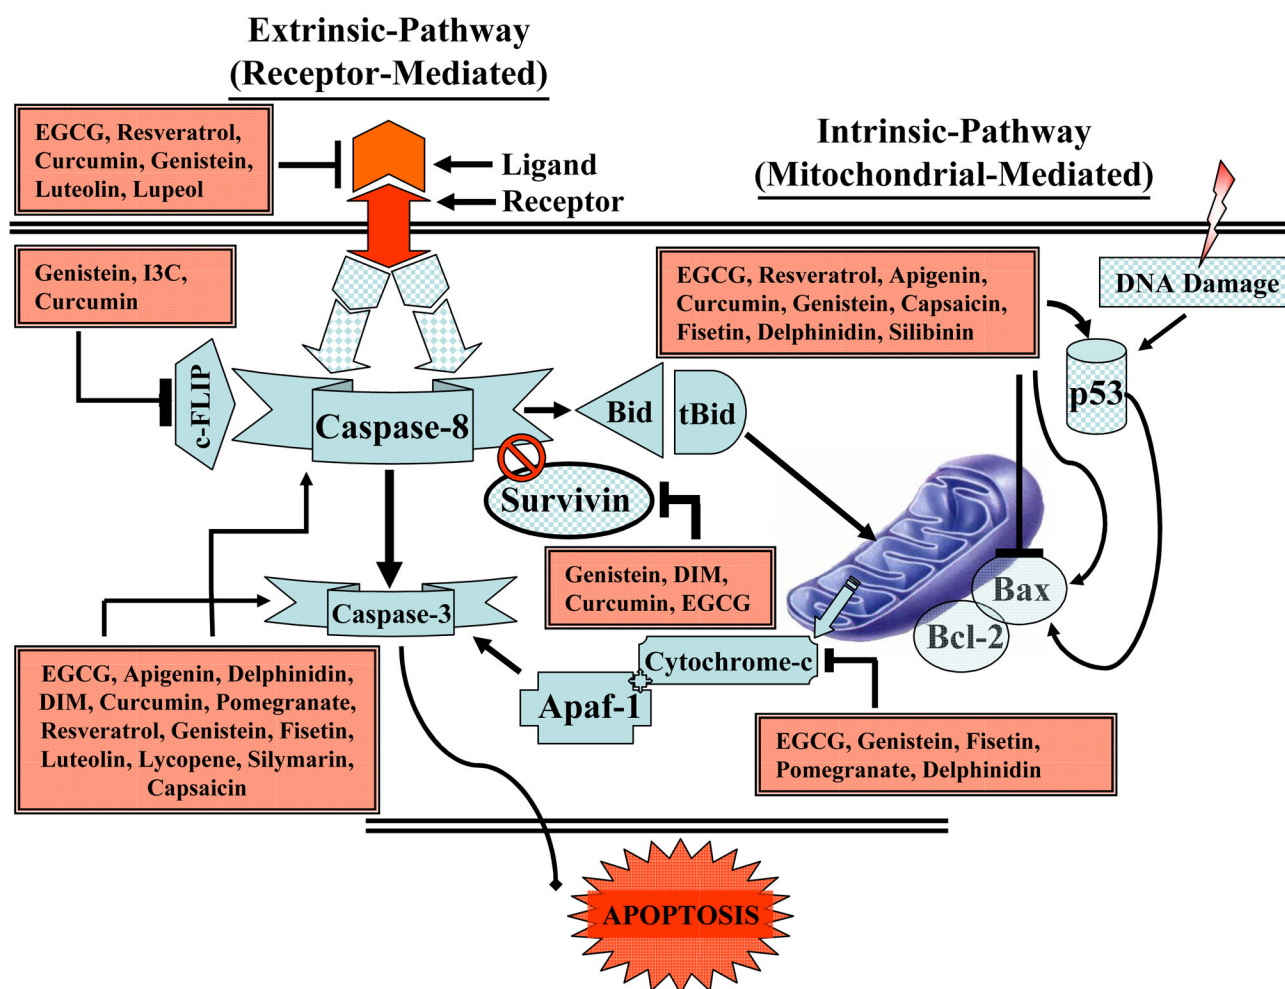 Extrinsic-Pathway
(Receptor-Mediated)
EGCG, Resveratrol,
Curcumin, Genistein,
Luteolin, Lupeol
Ligand
Receptor
Intrinsic-Pathway
(Mitochondrial-Mediated)
Genistein, I3C,
Curcumin
EGCG, Resveratrol, Apigenin,
Curcumin, Genistein, Capsaicin,
Fisetin, Delphinidin, Silibinin
DNA Damage
p53
c-FLIP
Caspase-8
Bid
tBid
Survivin
Genistein, DIM,
Curcumin, EGCG
Bax
Bcl-2
Caspase-3
Cytochrome-c
Apaf-1
EGCG, Apigenin, Delphinidin,
DIM, Curcumin, Pomegranate,
Resveratrol, Genistein, Fisetin,
Luteolin, Lycopene, Silymarin,
Capsaicin
EGCG, Genistein, Fisetin,
Pomegranate, Delphinidin
APOPTOSIS